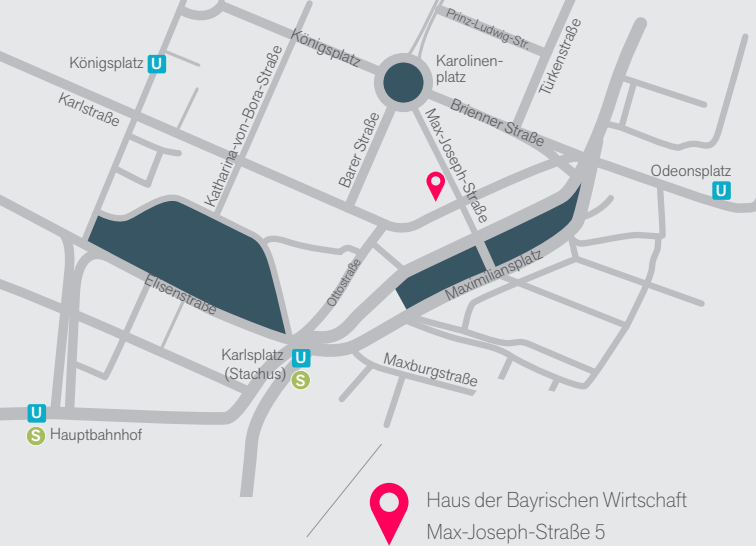 Prinz-Ludwig-Str.
Königsplatz
Türkenstraße
Königsplatz U
Karolinen-
platz
Karlstraße
Katharina-von-Bora-Straße
Brienner Straße
Barer Straße
Max-Joseph-Straße
Odeonsplatz
U
Elisenstraße
Ottostraße
Maximiliansplatz
Karlsplatz U
(Stachus) S
Maxburgstraße
U
S Hauptbahnhof
Haus der Bayrischen Wirtschaft
Max-Joseph-Straße 5